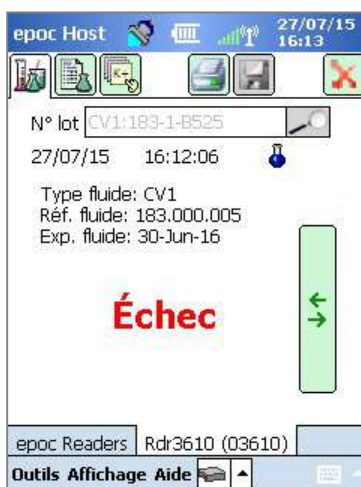 epoc Host 27/07/15
16:13
K+
N° lot CV1:183-1-B525
27/07/15 16:12:06
Type fluide: CV1
Réf. fluide: 183.000.005
Exp. fluide: 30-Jun-16
Échec
epoc Readers Rdr3610 (03610)
Outils Affichage Aide